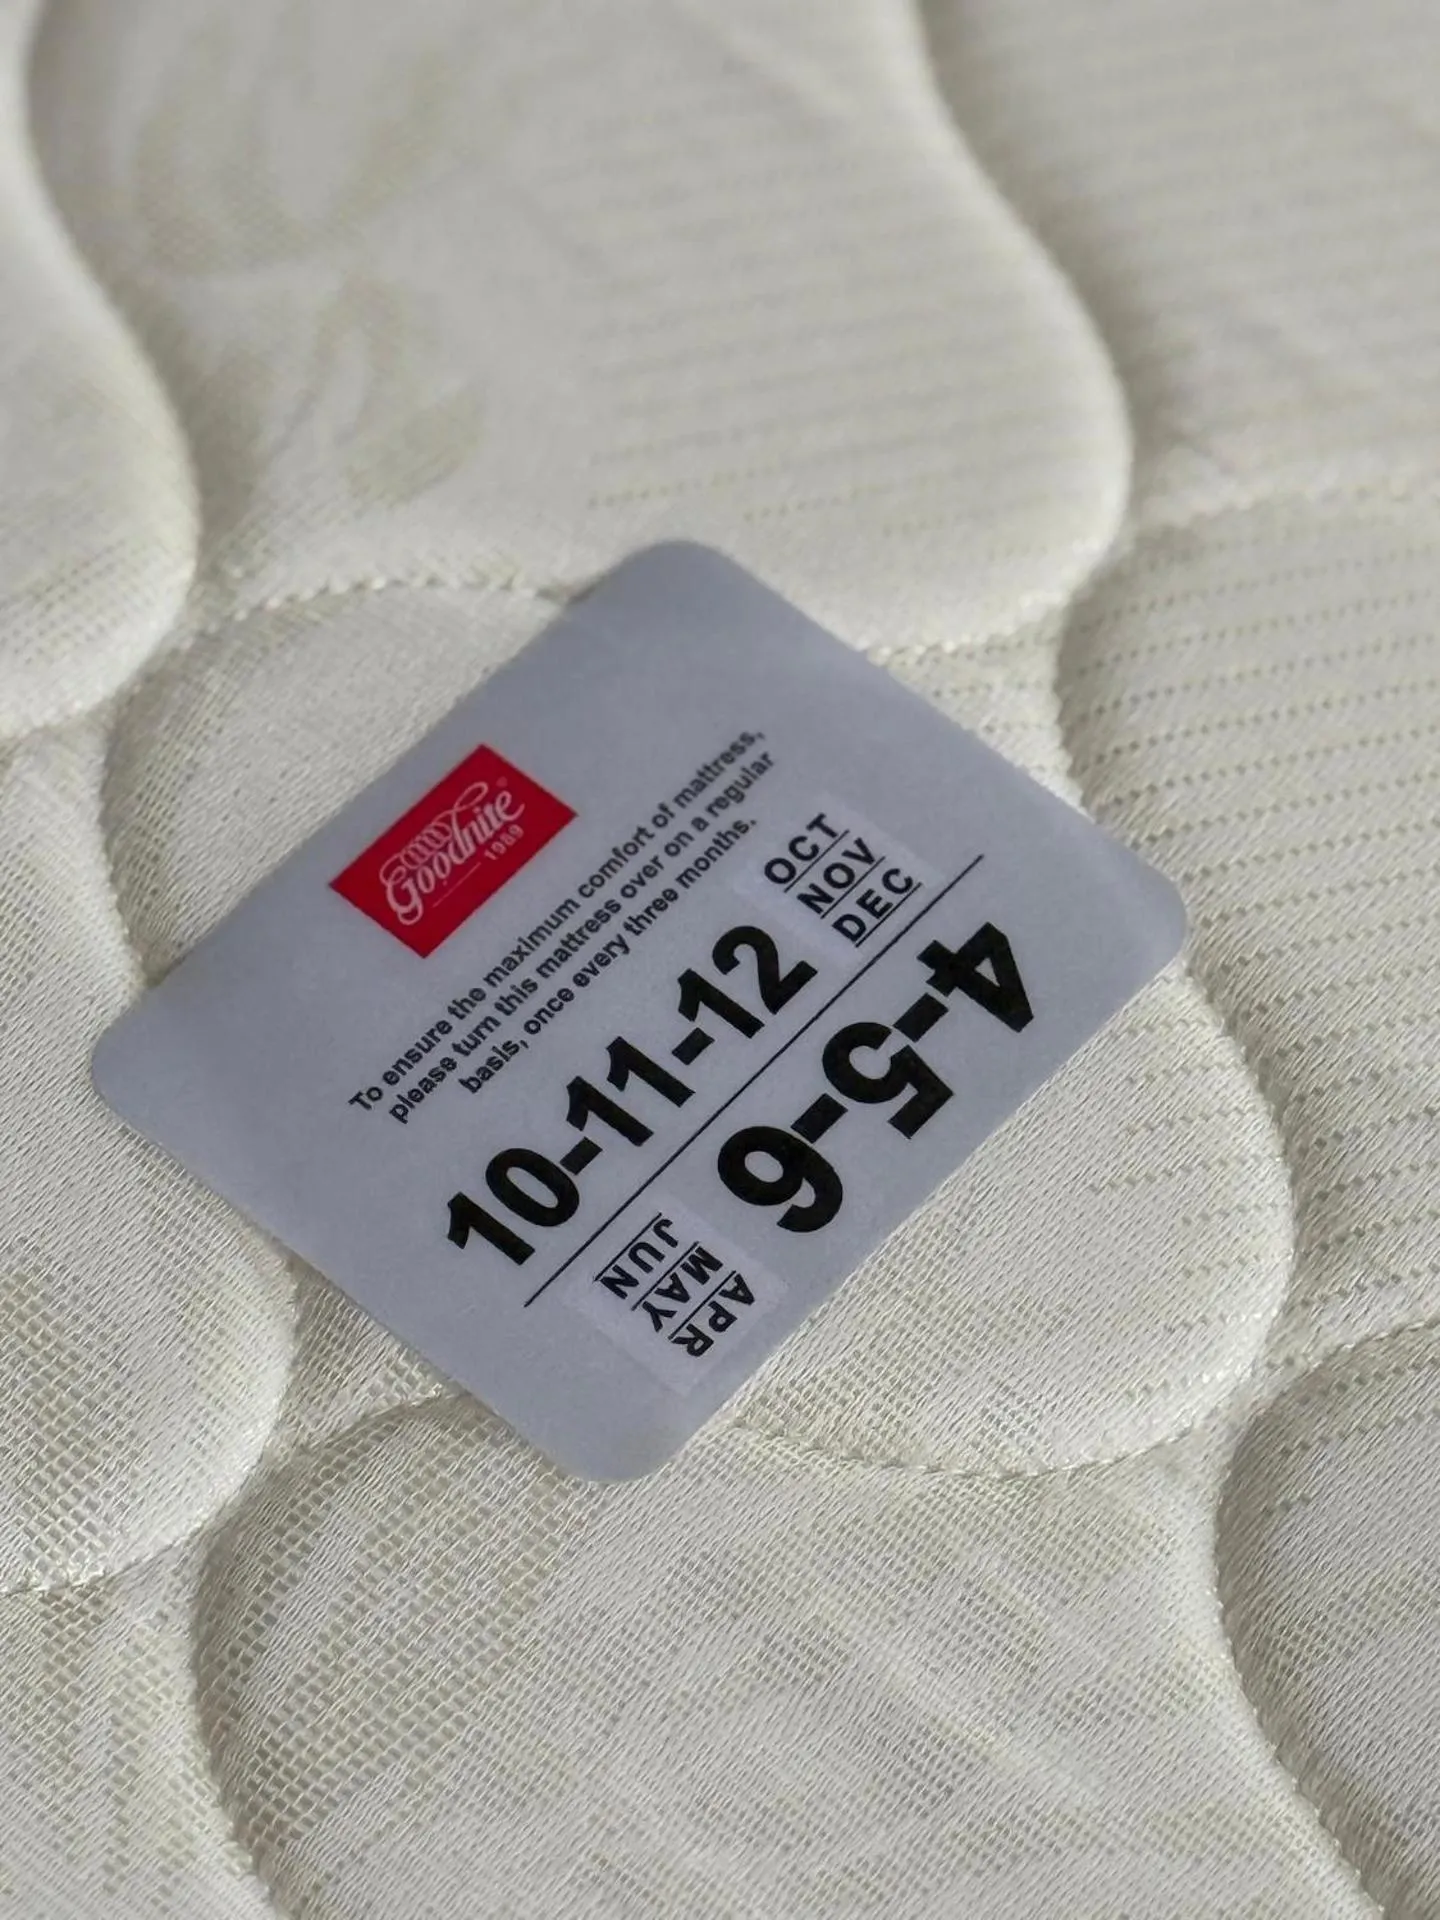 Goodnite
1989
To ensure the maximum comfort of mattress,
please turn this mattress over on a regular
basis, once every three months.
10-11-12
OCT
NOV
DEC
4-5-6
APR
MAY
JUN